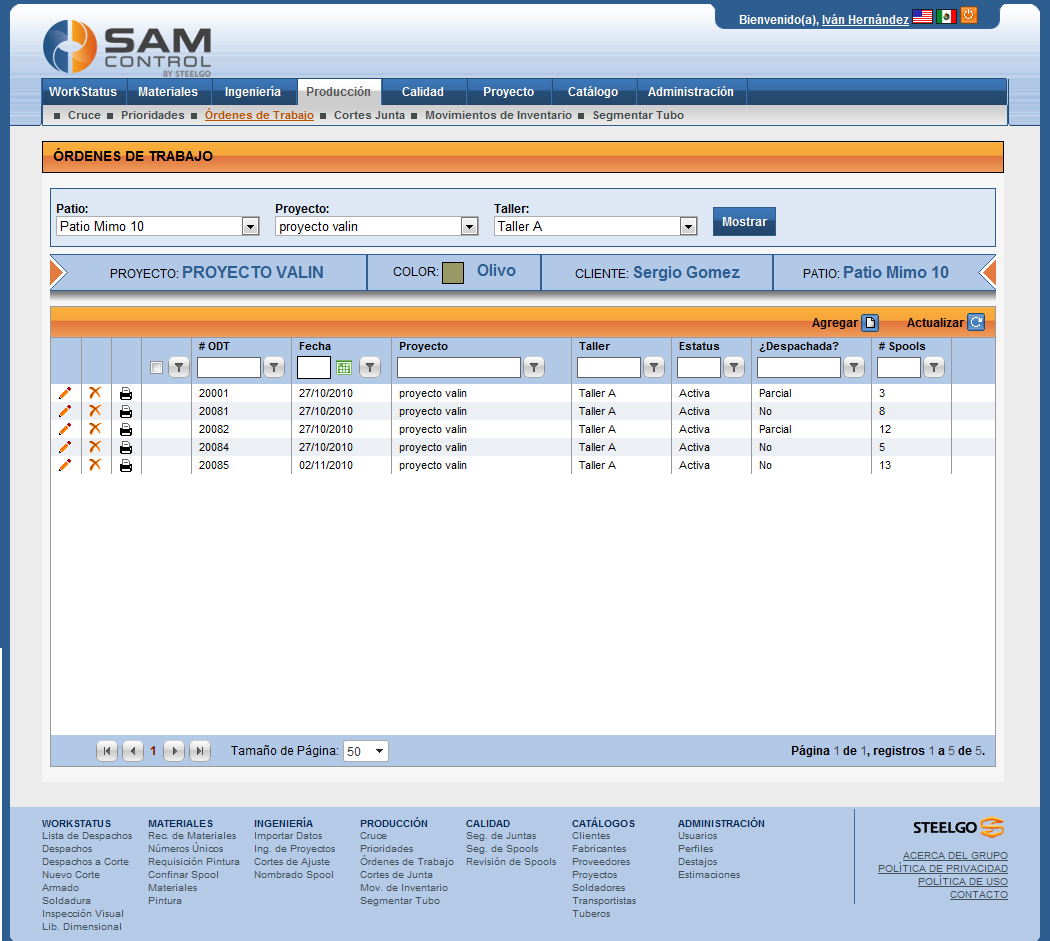 Bienvenido(a), Iván Hernández
SAM
CONTROL
BY STEELGO
WorkStatus Materiales Ingeniería Producción Calidad Proyecto Catálogo Administración
Cruce Prioridades Órdenes de Trabajo Cortes Junta Movimientos de Inventario Segmentar Tubo
ÓRDENES DE TRABAJO
Patio: Proyecto: Taller:
Patio Mimo 10 proyecto valin Taller A Mostrar
PROYECTO: PROYECTO VALIN COLOR: Olivo CLIENTE: Sergio Gomez PATIO: Patio Mimo 10
Agregar Actualizar
# ODT Fecha Proyecto Taller Estatus ¿Despachada? # Spools
20001 27/10/2010 proyecto valin Taller A Activa Parcial 3
20081 27/10/2010 proyecto valin Taller A Activa No 8
20082 27/10/2010 proyecto valin Taller A Activa Parcial 12
20084 27/10/2010 proyecto valin Taller A Activa No 5
20085 02/11/2010 proyecto valin Taller A Activa No 13
1 Tamaño de Página: 50 Página 1 de 1, registros 1 a 5 de 5.
WORKSTATUS MATERIALES INGENIERÍA PRODUCCIÓN CALIDAD CATÁLOGOS ADMINISTRACIÓN STEELGO
Lista de Despachos Rec. de Materiales Importar Datos Cruce Seg. de Juntas Clientes Usuarios
Despachos Números Únicos Ing. de Proyectos Prioridades Seg. de Spools Fabricantes Perfiles ACERCA DEL GRUPO
Despachos a Corte Requisición Pintura Cortes de Ajuste Órdenes de Trabajo Revisión de Spools Proveedores Destajos POLÍTICA DE PRIVACIDAD
Nuevo Corte Confinar Spool Nombrado Spool Cortes de Junta Proyectos Estimaciones POLÍTICA DE USO
Armado Materiales Mov. de Inventario Soldadores CONTACTO
Soldadura Pintura Segmentar Tubo Transportistas
Inspección Visual Tuberos
Lib. Dimensional